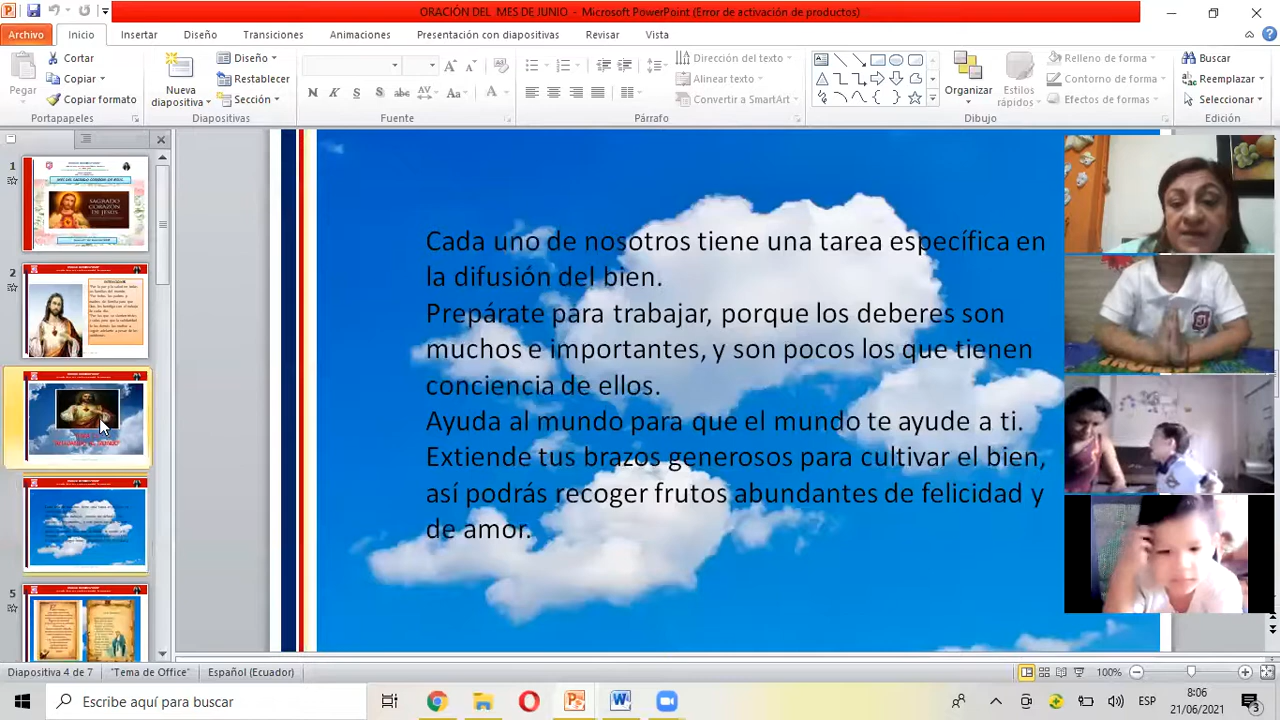 ORACIÓN DEL MES DE JUNIO - Microsoft PowerPoint (Error de activación de productos)
Archivo Inicio Insertar Diseño Transiciones Animaciones Presentación con diapositivas Revisar Vista
Pegar
Cortar
Copiar
Copiar formato
Portapapeles
Nueva diapositiva
Diseño
Restablecer
Sección
Diapositivas
N K S S abc AV Aa A
Fuente
Dirección del texto
Alinear texto
Convertir a SmartArt
Párrafo
Organizar
Estilos rápidos
Relleno de forma
Contorno de forma
Efectos de formas
Dibujo
Buscar
Reemplazar
Seleccionar
Edición
1
SAGRADO
CORAZÓN
DE JESÚS
2
5
Cada uno de nosotros tiene una tarea específica en
la difusión del bien.
Prepárate para trabajar, porque los deberes son
muchos e importantes, y son pocos los que tienen
conciencia de ellos.
Ayuda al mundo para que el mundo te ayude a ti.
Extiende tus brazos generosos para cultivar el bien,
así podrás recoger frutos abundantes de felicidad y
de amor.
Diapositiva 4 de 7 "Tema de Office" Español (Ecuador) 100%
Escribe aquí para buscar
ESP
8:06
21/06/2021
3